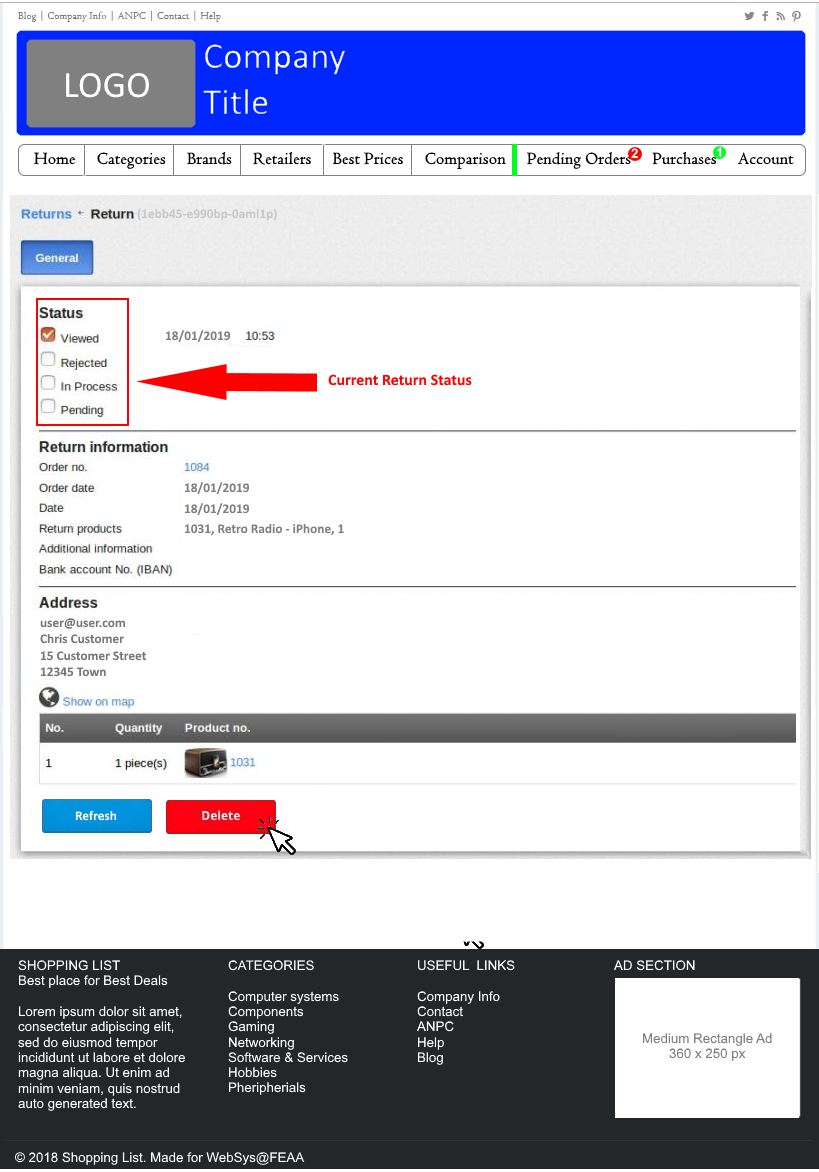 Blog | Company Info | ANPC | Contact | Help
LOGO
Company
Title
Home Categories Brands Retailers Best Prices Comparison Pending Orders 2 Purchases 1 Account
Returns ← Return (1ebb45-e990bp-0aml1p)
General
Status
Viewed 18/01/2019 10:53
Rejected
In Process
Pending
Current Return Status
Return information
Order no. 1084
Order date 18/01/2019
Date 18/01/2019
Return products 1031, Retro Radio - iPhone, 1
Additional information
Bank account No. (IBAN)
Address
user@user.com
Chris Customer
15 Customer Street
12345 Town
Show on map
No. Quantity Product no.
1 1 piece(s) 1031
Refresh Delete
SHOPPING LIST
Best place for Best Deals
Lorem ipsum dolor sit amet,
consectetur adipiscing elit,
sed do eiusmod tempor
incididunt ut labore et dolore
magna aliqua. Ut enim ad
minim veniam, quis nostrud
auto generated text.
CATEGORIES
Computer systems
Components
Gaming
Networking
Software & Services
Hobbies
Pheripherials
USEFUL LINKS
Company Info
Contact
ANPC
Help
Blog
AD SECTION
Medium Rectangle Ad
360 x 250 px
© 2018 Shopping List. Made for WebSys@FEAA